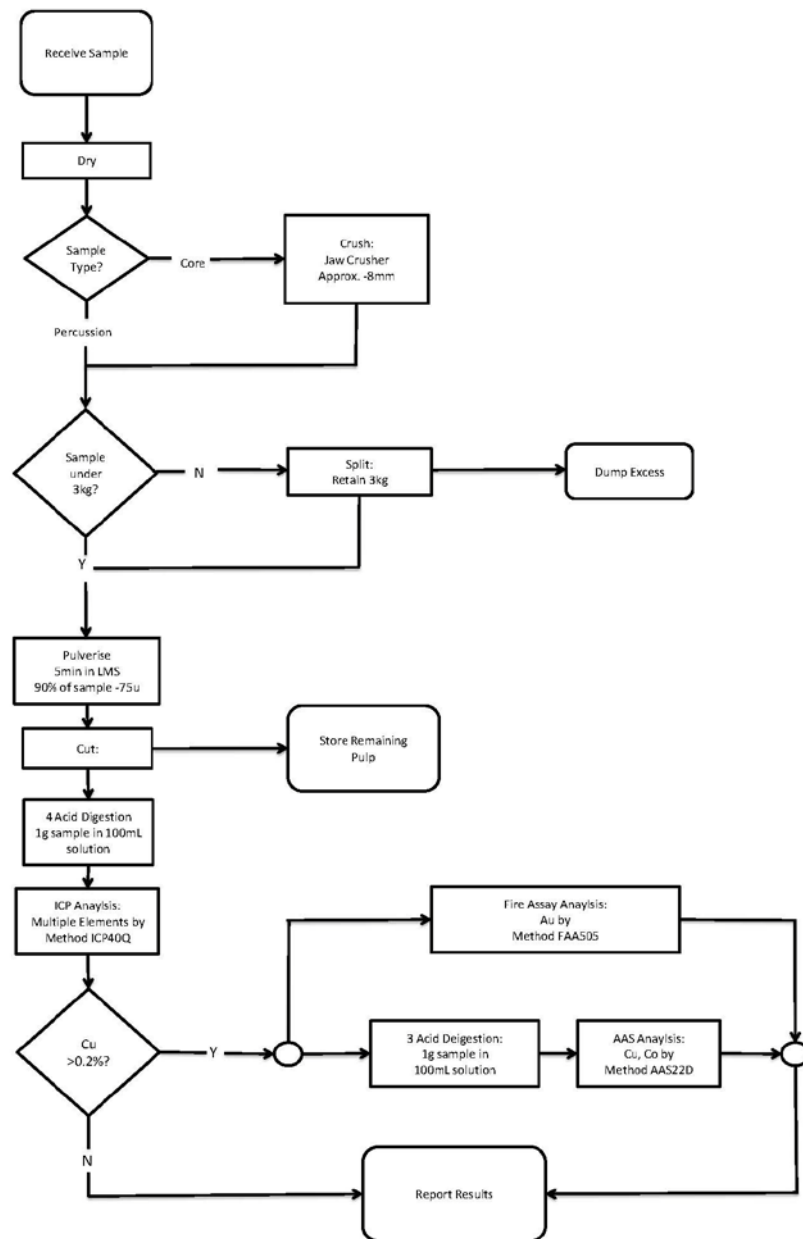 Receive Sample
Dry
Sample
Type?
Core
Crush:
Jaw Crusher
Approx. -8mm
Percussion
Sample
under
3kg?
N
Split:
Retain 3kg
Dump Excess
Y
Pulverise
5min in LMS
90% of sample -75u
Cut:
Store Remaining
Pulp
4 Acid Digestion
1g sample in 100mL
solution
ICP Anaylsis:
Multiple Elements by
Method ICP40Q
Fire Assay Anaylsis:
Au by
Method FAA505
Cu
>0.2%?
Y
3 Acid Deigestion:
1g sample in
100mL solution
AAS Anaylsis:
Cu, Co by
Method AAS22D
N
Report Results